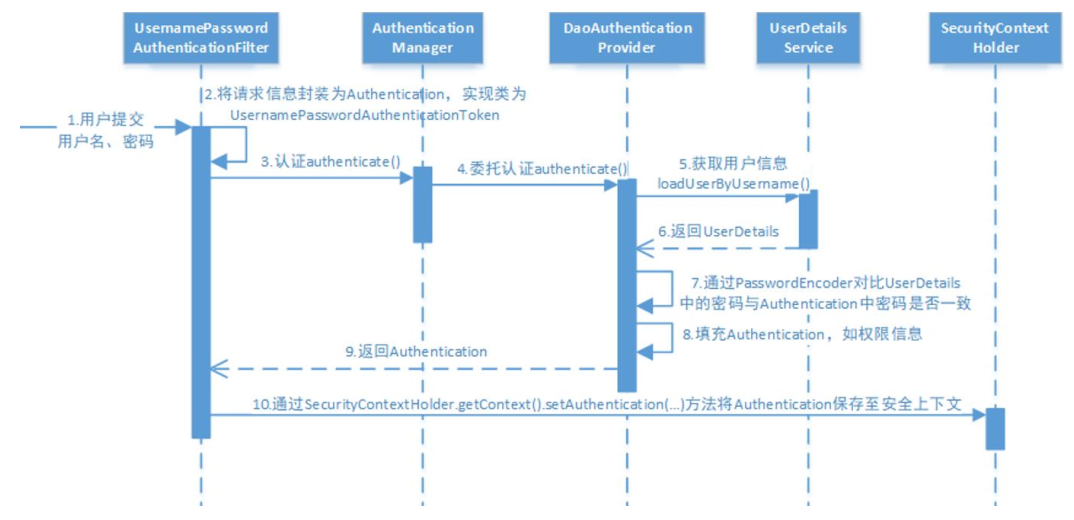 UsernamePassword
AuthenticationFilter
Authentication
Manager
DaoAuthentication
Provider
UserDetails
Service
SecurityContext
Holder
1.用户提交
用户名、密码
2.将请求信息封装为Authentication，实现类为
UsernamePasswordAuthenticationToken
3.认证authenticate()
4.委托认证authenticate()
5.获取用户信息
loadUserByUsername()
6.返回UserDetails
7.通过PasswordEncoder对比UserDetails
中的密码与Authentication中密码是否一致
8.填充Authentication，如权限信息
9.返回Authentication
10.通过SecurityContextHolder.getContext().setAuthentication(...)方法将Authentication保存至安全上下文